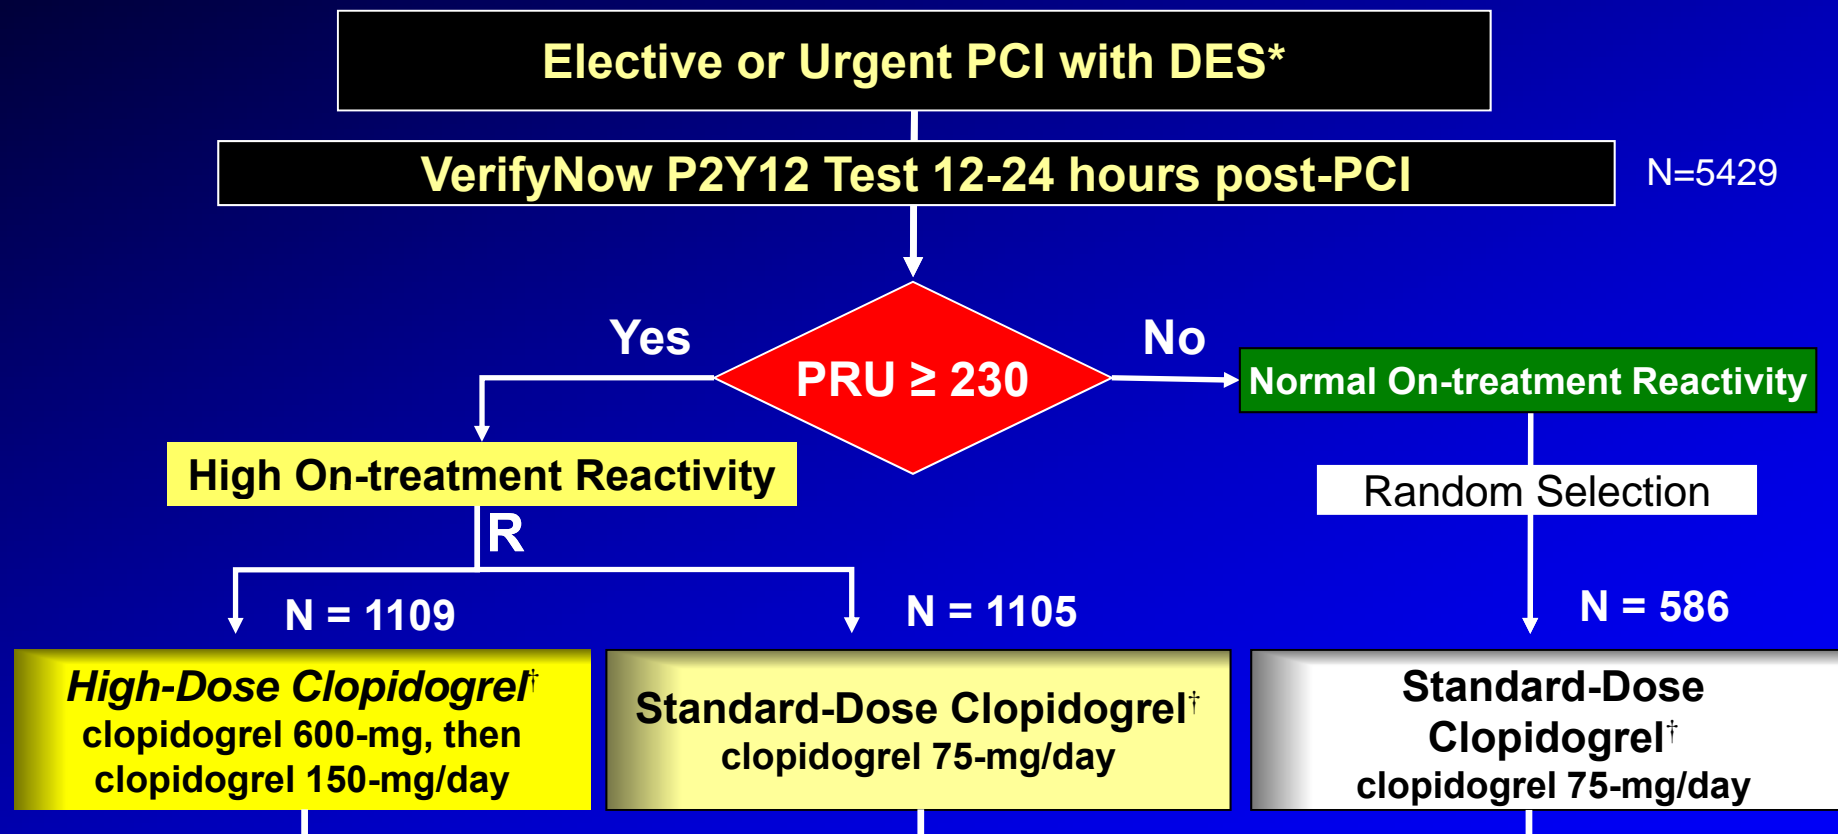 Elective or Urgent PCI with DES*
VerifyNow P2Y12 Test 12-24 hours post-PCI
N=5429
Yes
No
PRU ≥ 230
Normal On-treatment Reactivity
High On-treatment Reactivity
Random Selection
R
N = 1109
N = 1105
N = 586
High-Dose Clopidogrel†
clopidogrel 600-mg, then
clopidogrel 150-mg/day
Standard-Dose Clopidogrel†
clopidogrel 75-mg/day
Standard-Dose
Clopidogrel†
clopidogrel 75-mg/day